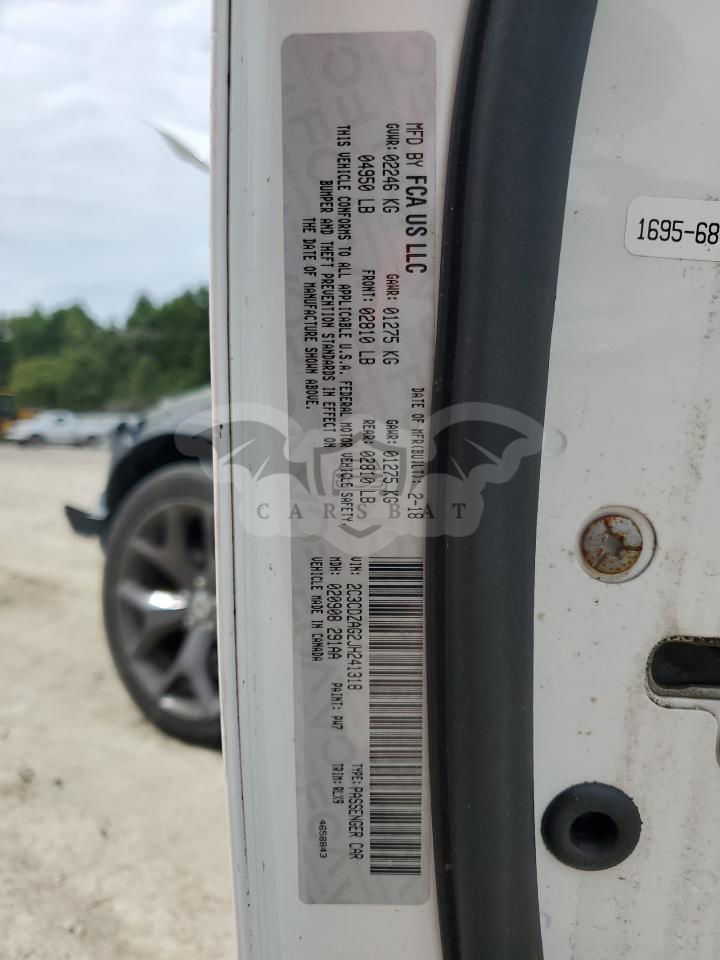 MFD BY FCA US LLC
DATE OF MFR(BUILT): 2-18
GVWR: 02246 KG
GAWR: 01275 KG
GAWR: 01275 KG
04950 LB
FRONT: 02810 LB
REAR: 02810 LB
THIS VEHICLE CONFORMS TO ALL APPLICABLE U.S.A. FEDERAL MOTOR VEHICLE SAFETY,
BUMPER AND THEFT PREVENTION STANDARDS IN EFFECT ON
THE DATE OF MANUFACTURE SHOWN ABOVE.
VIN: 2C3CDZAG2JH241318
TYPE: PASSENGER CAR
MDH: 020908 291AA
PAINT: PW7
TRIM: RLX9
VEHICLE MADE IN CANADA
4658843
1695-68
CARSBAT